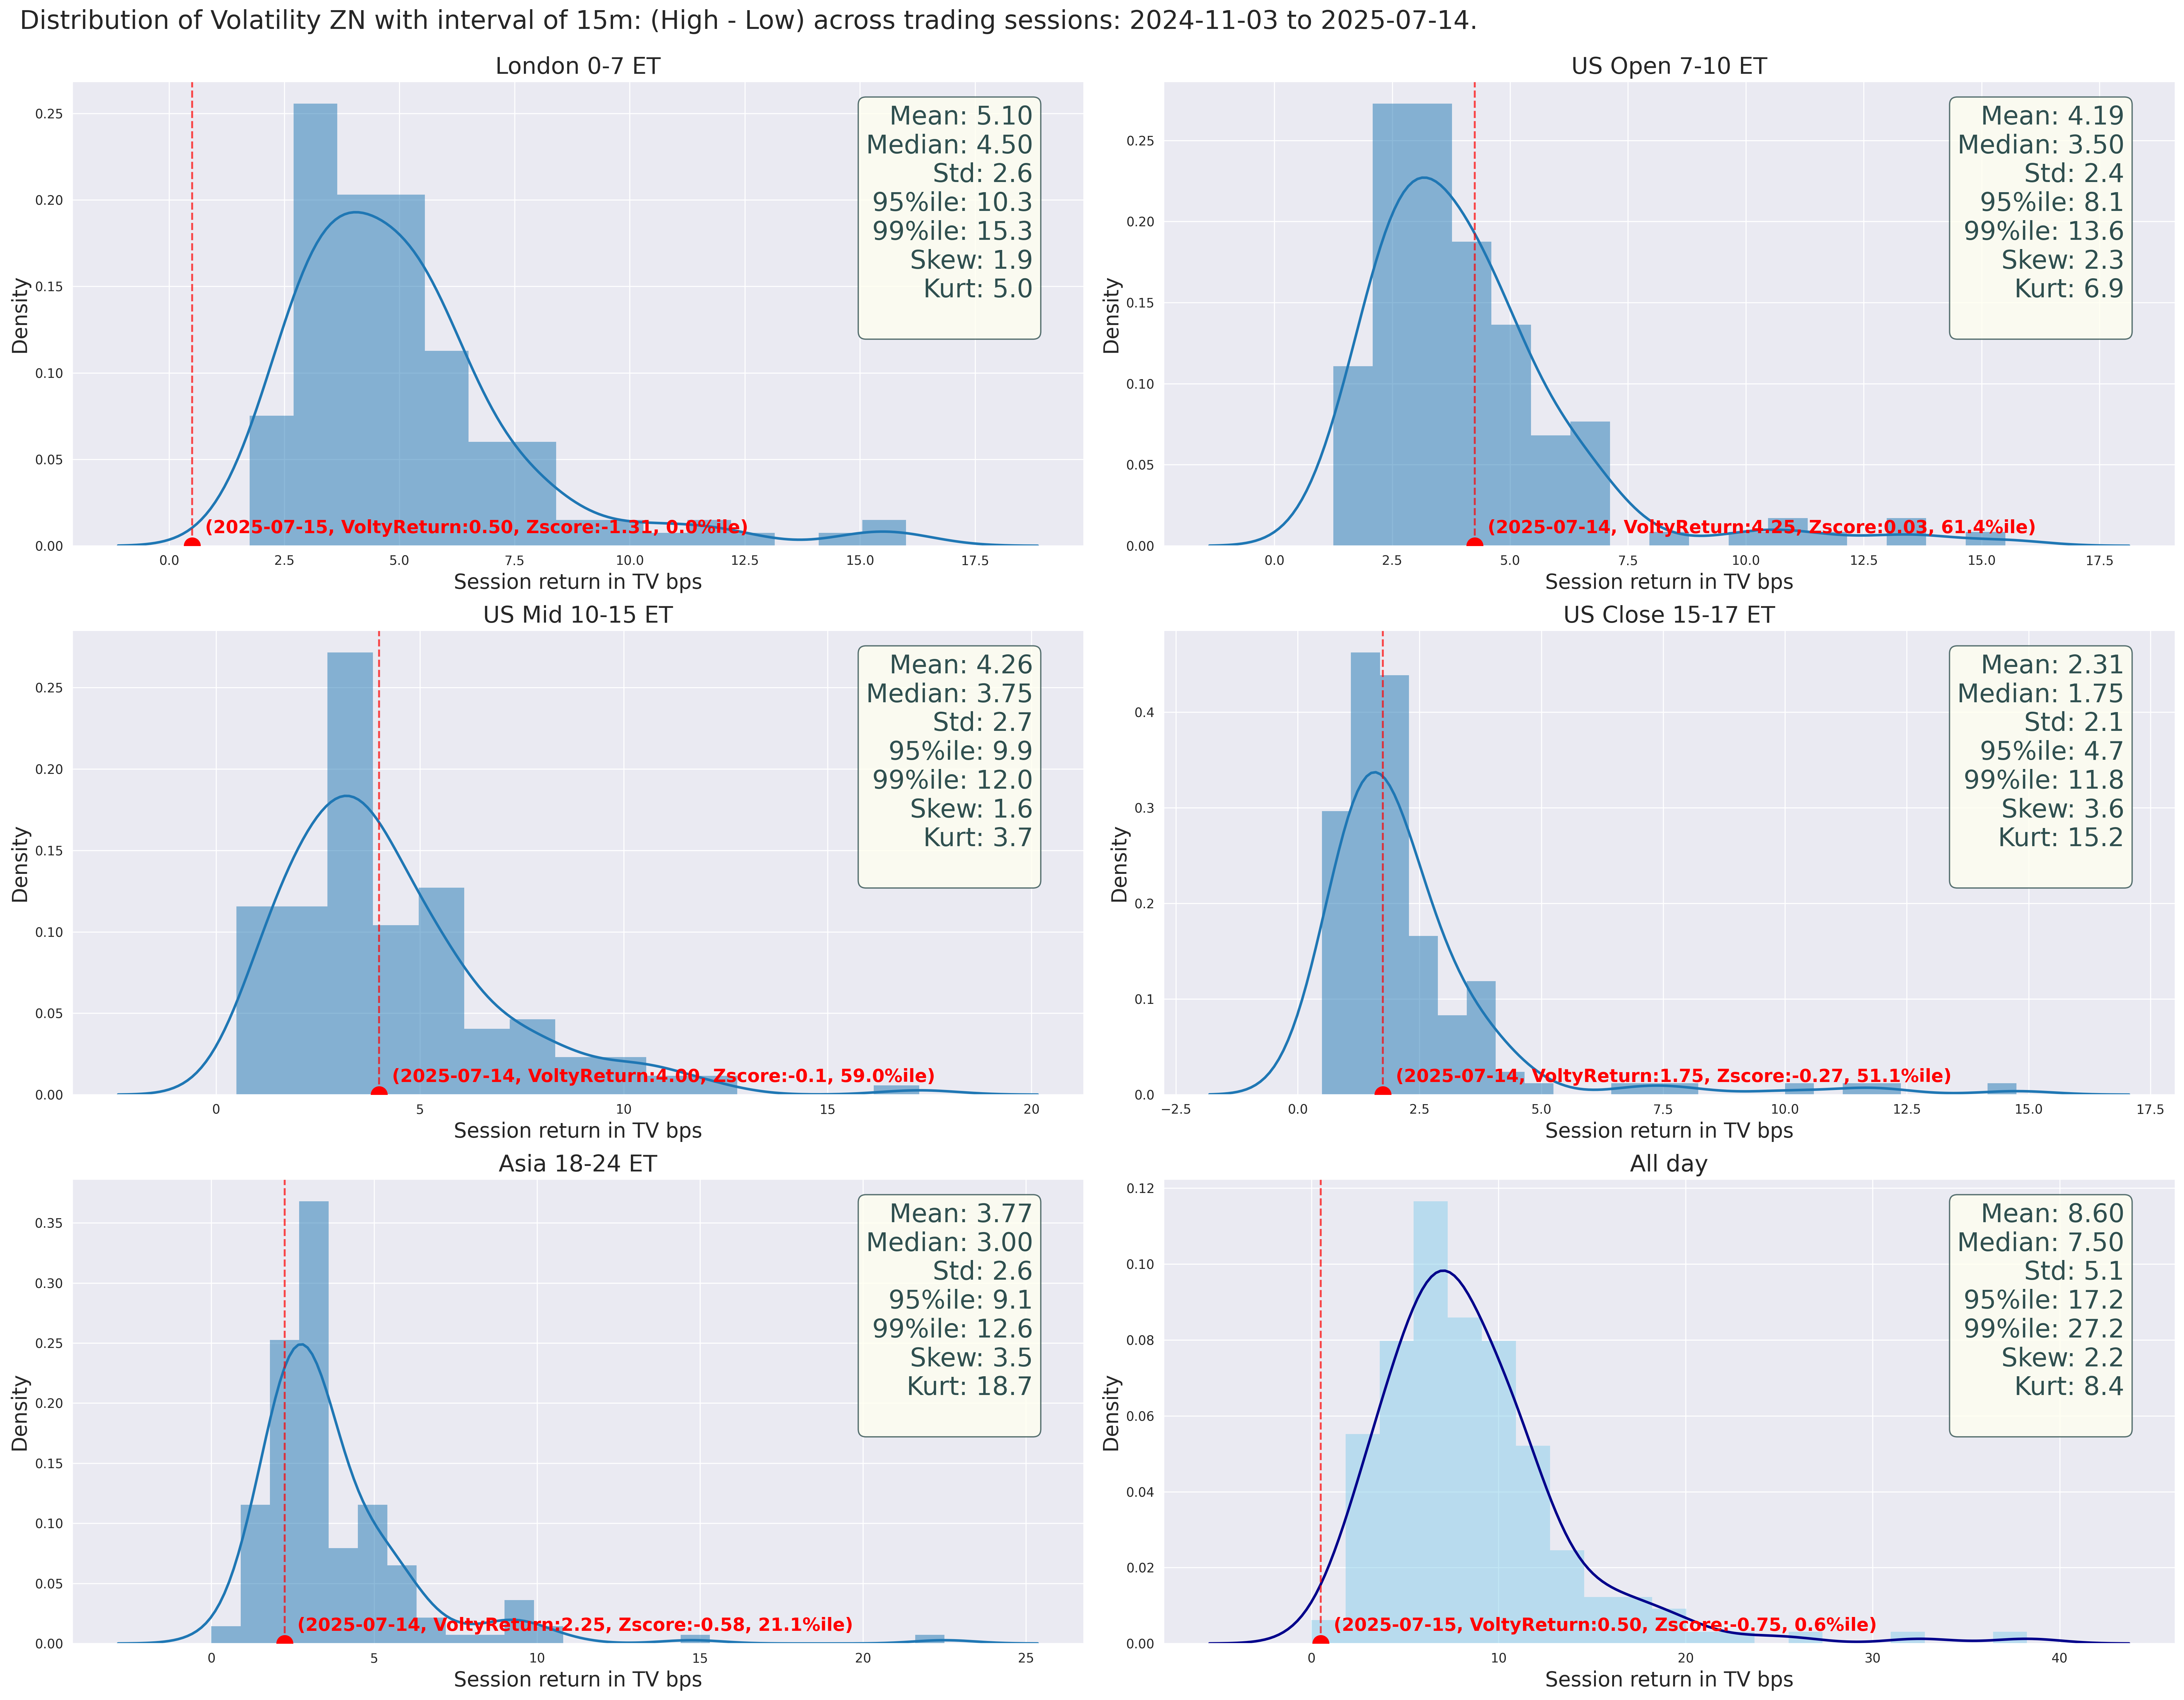 Distribution of Volatility ZN with interval of 15m: (High - Low) across trading sessions: 2024-11-03 to 2025-07-14.
London 0-7 ET
Density
0.25
0.20
0.15
0.10
0.05
0.00
Mean: 5.10
Median: 4.50
Std: 2.6
95%ile: 10.3
99%ile: 15.3
Skew: 1.9
Kurt: 5.0
(2025-07-15, VoltyReturn:0.50, Zscore:-1.31, 0.0%ile)
0.0 2.5 5.0 7.5 10.0 12.5 15.0 17.5
Session return in TV bps
US Open 7-10 ET
Density
0.25
0.20
0.15
0.10
0.05
0.00
Mean: 4.19
Median: 3.50
Std: 2.4
95%ile: 8.1
99%ile: 13.6
Skew: 2.3
Kurt: 6.9
(2025-07-14, VoltyReturn:4.25, Zscore:0.03, 61.4%ile)
0.0 2.5 5.0 7.5 10.0 12.5 15.0 17.5
Session return in TV bps
US Mid 10-15 ET
Density
0.25
0.20
0.15
0.10
0.05
0.00
Mean: 4.26
Median: 3.75
Std: 2.7
95%ile: 9.9
99%ile: 12.0
Skew: 1.6
Kurt: 3.7
(2025-07-14, VoltyReturn:4.00, Zscore:-0.1, 59.0%ile)
0 5 10 15 20
Session return in TV bps
US Close 15-17 ET
Density
0.4
0.3
0.2
0.1
0.0
Mean: 2.31
Median: 1.75
Std: 2.1
95%ile: 4.7
99%ile: 11.8
Skew: 3.6
Kurt: 15.2
(2025-07-14, VoltyReturn:1.75, Zscore:-0.27, 51.1%ile)
−2.5 0.0 2.5 5.0 7.5 10.0 12.5 15.0 17.5
Session return in TV bps
Asia 18-24 ET
Density
0.35
0.30
0.25
0.20
0.15
0.10
0.05
0.00
Mean: 3.77
Median: 3.00
Std: 2.6
95%ile: 9.1
99%ile: 12.6
Skew: 3.5
Kurt: 18.7
(2025-07-14, VoltyReturn:2.25, Zscore:-0.58, 21.1%ile)
0 5 10 15 20 25
Session return in TV bps
All day
Density
0.12
0.10
0.08
0.06
0.04
0.02
0.00
Mean: 8.60
Median: 7.50
Std: 5.1
95%ile: 17.2
99%ile: 27.2
Skew: 2.2
Kurt: 8.4
(2025-07-15, VoltyReturn:0.50, Zscore:-0.75, 0.6%ile)
0 10 20 30 40
Session return in TV bps